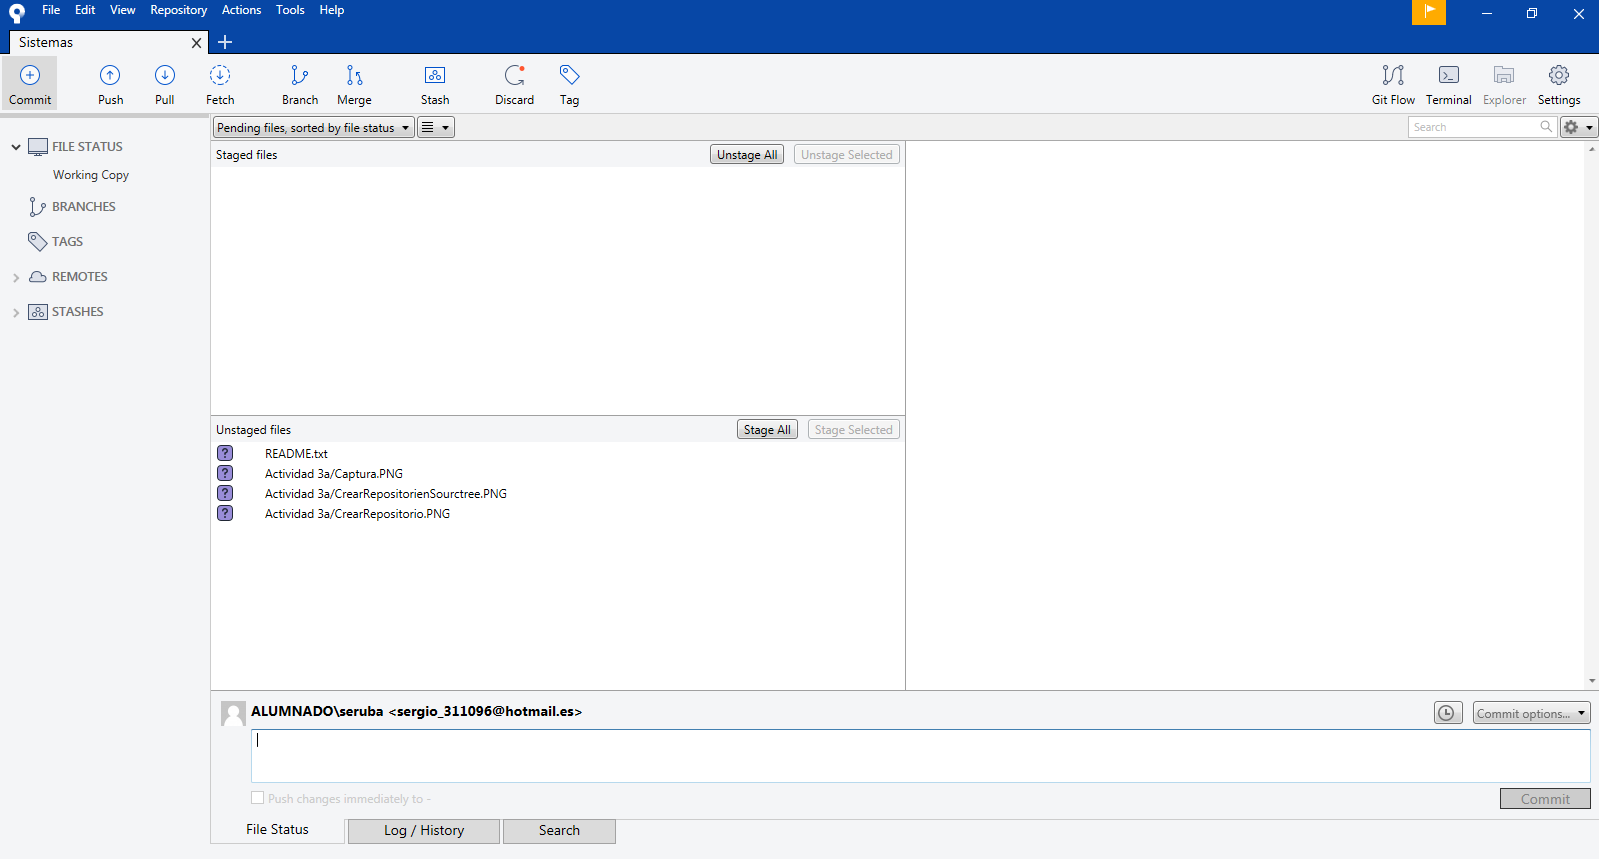 File Edit View Repository Actions Tools Help
Sistemas
Commit Push Pull Fetch Branch Merge Stash Discard Tag Git Flow Terminal Explorer Settings
Pending files, sorted by file status Search
FILE STATUS
Working Copy
BRANCHES
TAGS
REMOTES
STASHES
Staged files Unstage All Unstage Selected
Unstaged files Stage All Stage Selected
? README.txt
? Actividad 3a/Captura.PNG
? Actividad 3a/CrearRepositorienSourctree.PNG
? Actividad 3a/CrearRepositorio.PNG
ALUMNADO\seruba <sergio_311096@hotmail.es> Commit options...
Push changes immediately to - Commit
File Status Log / History Search